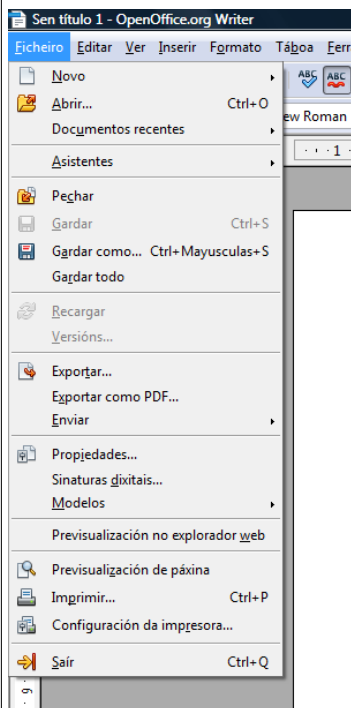 Sen título 1 - OpenOffice.org Writer
Ficheiro Editar Ver Inserir Formato Táboa
Novo
Abrir... Ctrl+O
ew Roman
Documentos recentes
1
Asistentes
Pechar
Gardar Ctrl+S
Gardar como... Ctrl+Mayusculas+S
Gardar todo
Recargar
Versións...
Exportar...
Exportar como PDF...
Enviar
Propiedades...
Sinaturas dixitais...
Modelos
Previsualización no explorador web
Previsualización de páxina
Imprimir... Ctrl+P
Configuración da impresora...
Saír Ctrl+Q